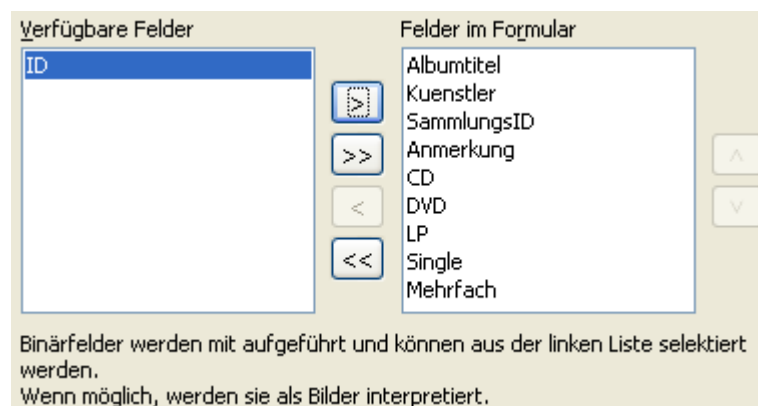 Verfügbare Felder
Felder im Formular
ID
Albumtitel
Kuenstler
SammlungsID
Anmerkung
CD
DVD
LP
Single
Mehrfach
>
>>
<
<<
^
v
Binärfelder werden mit aufgeführt und können aus der linken Liste selektiert
werden.
Wenn möglich, werden sie als Bilder interpretiert.